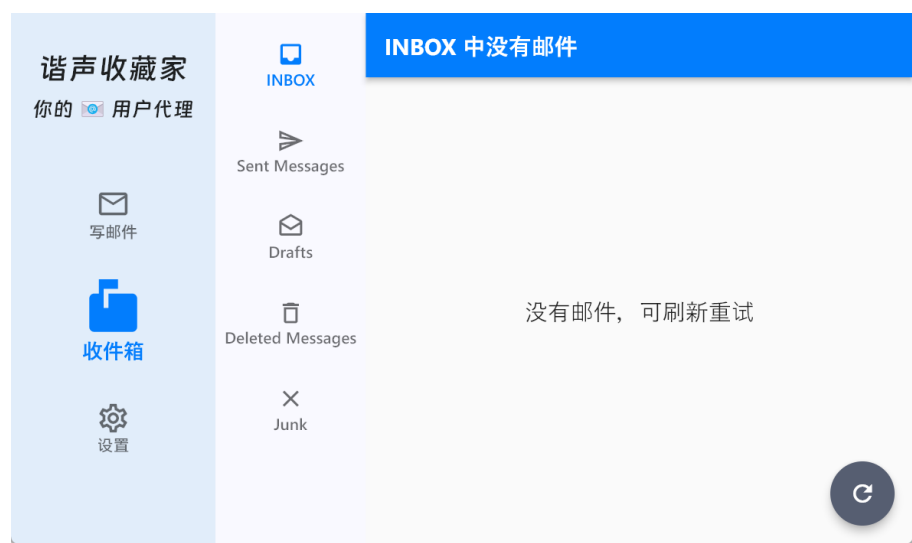 谐声收藏家
你的 📧 用户代理
写邮件
收件箱
设置
INBOX
Sent Messages
Drafts
Deleted Messages
Junk
INBOX 中没有邮件
没有邮件，可刷新重试